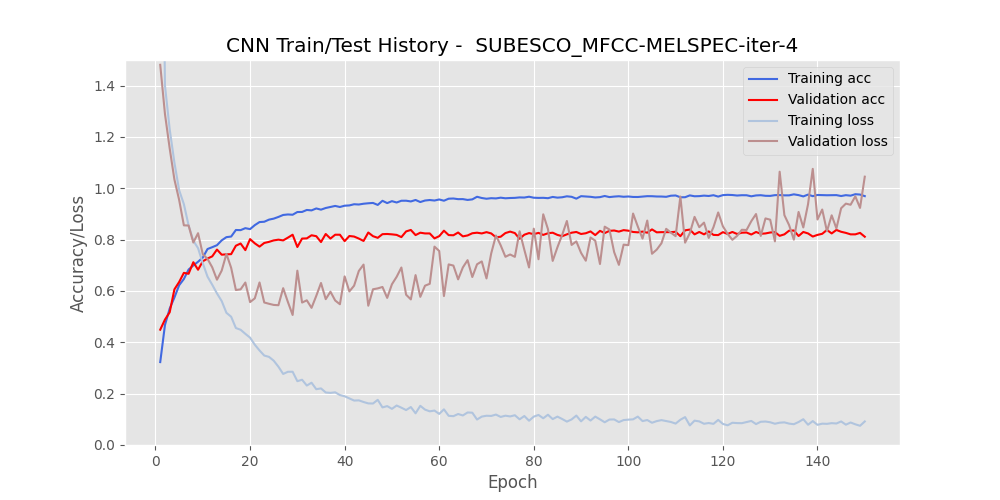 CNN Train/Test History -  SUBESCO_MFCC-MELSPEC-iter-4
Training acc
Validation acc
Training loss
Validation loss
Accuracy/Loss
1.4
1.2
1.0
0.8
0.6
0.4
0.2
0.0
0 20 40 60 80 100 120 140
Epoch